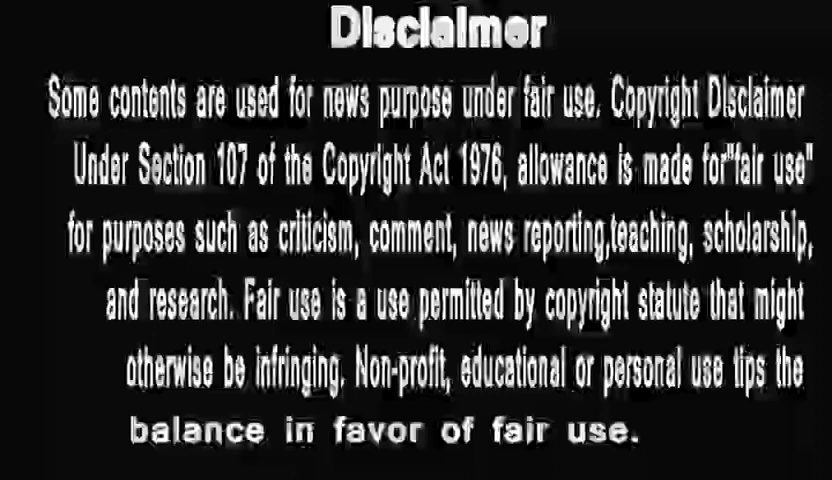 Disclaimer
Some contents are used for news purpose under fair use. Copyright Disclaimer
Under Section 107 of the Copyright Act 1976, allowance is made for"fair use"
for purposes such as criticism, comment, news reporting,teaching, scholarship,
and research. Fair use is a use permitted by copyright statute that might
otherwise be infringing. Non-profit, educational or personal use tips the
balance in favor of fair use.